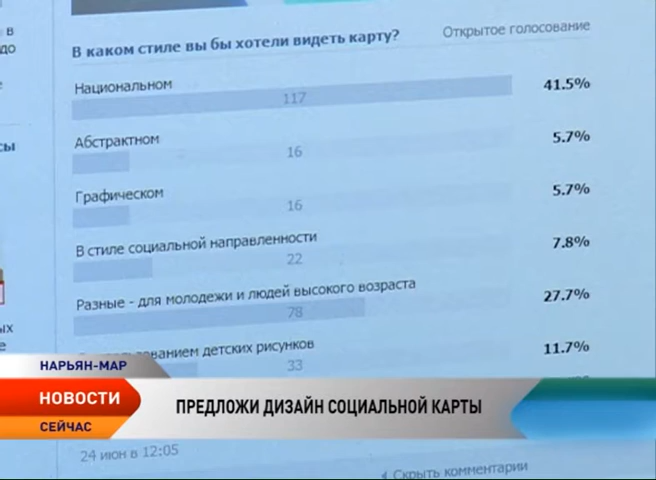 В каком стиле вы бы хотели видеть карту?
Открытое голосование
Национальном
117
41.5%
Абстрактном
16
5.7%
Графическом
16
5.7%
В стиле социальной направленности
22
7.8%
Разные - для молодежи и людей высокого возраста
78
27.7%
детских рисунков
33
11.7%
НАРЬЯН-МАР
НОВОСТИ
СЕЙЧАС
ПРЕДЛОЖИ ДИЗАЙН СОЦИАЛЬНОЙ КАРТЫ
24 июн в 12:05
Скрыть комментарии